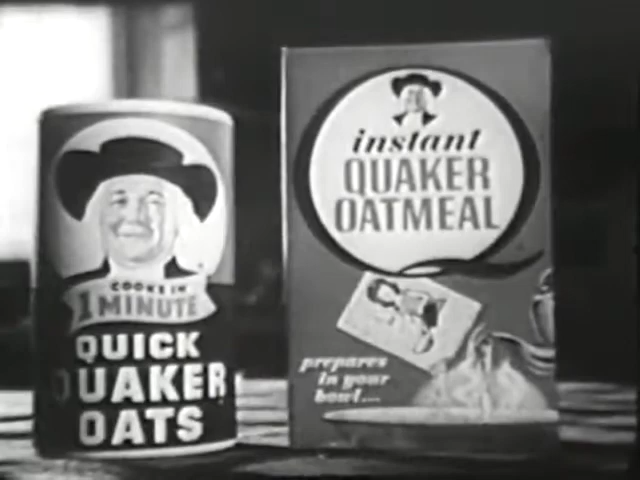 COOKS IN
1 MINUTE
QUICK
QUAKER
OATS
instant
QUAKER
OATMEAL
prepares
in your
bowl...